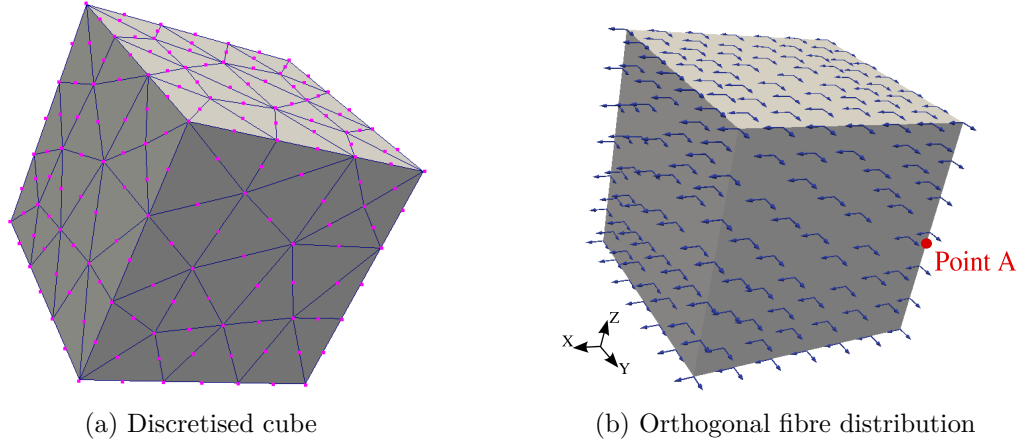 Point A
Z
X
Y
(a) Discretised cube
(b) Orthogonal fibre distribution